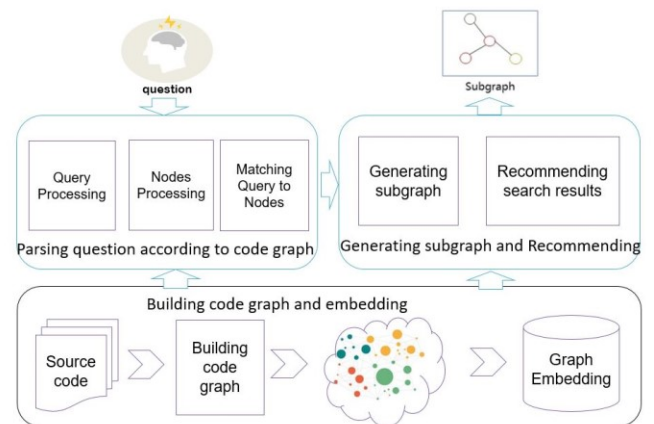 question
Subgraph
Query
Processing
Nodes
Processing
Matching
Query to
Nodes
Parsing question according to code graph
Generating
subgraph
Recommending
search results
Generating subgraph and Recommending
Building code graph and embedding
Source
code
Building
code
graph
Graph
Embedding